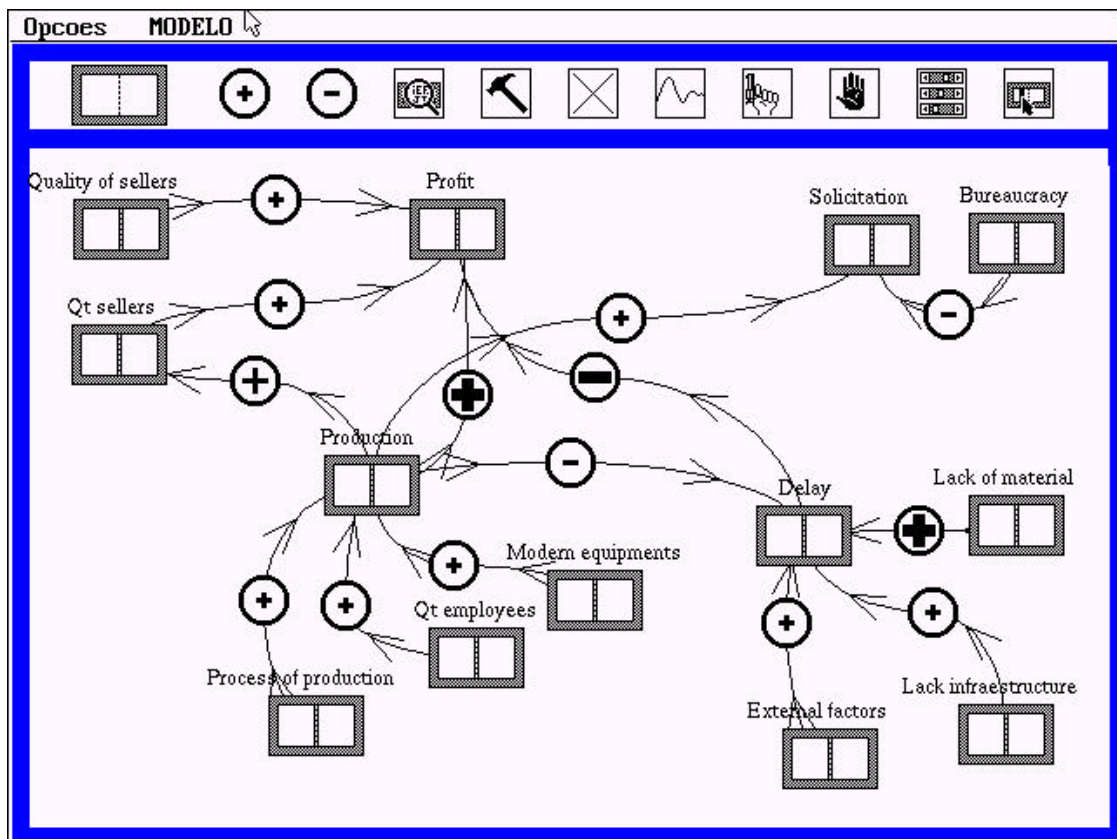 Opcoes MODELO
Quality of sellers
Profit
Solicitation
Bureaucracy
Qt sellers
Production
Delay
Lack of material
Modern equipments
Qt employees
Process of production
Lack infraestructure
External factors